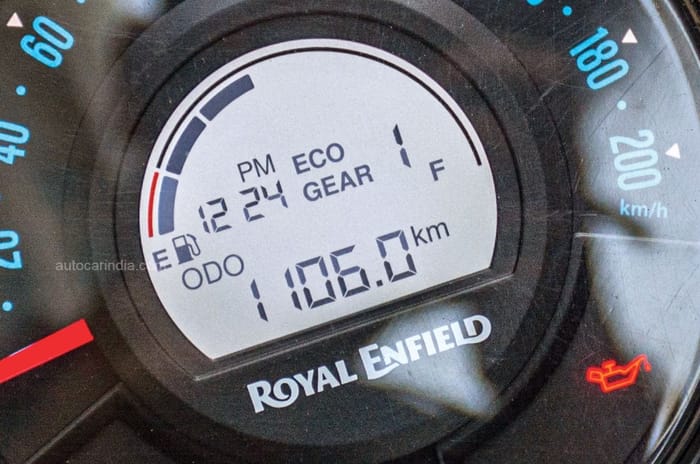 60
40
20
180
200
km/h
PM ECO
12 24 GEAR 1
E F
ODO
1106.0 km
ROYAL ENFIELD
autocarindia.com